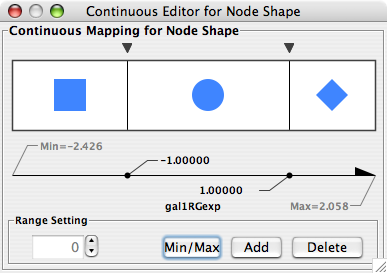 Continuous Editor for Node Shape
Continuous Mapping for Node Shape
Min=-2.426
-1.00000
1.00000
gal1RGexp
Max=2.058
Range Setting
0
Min/Max
Add
Delete